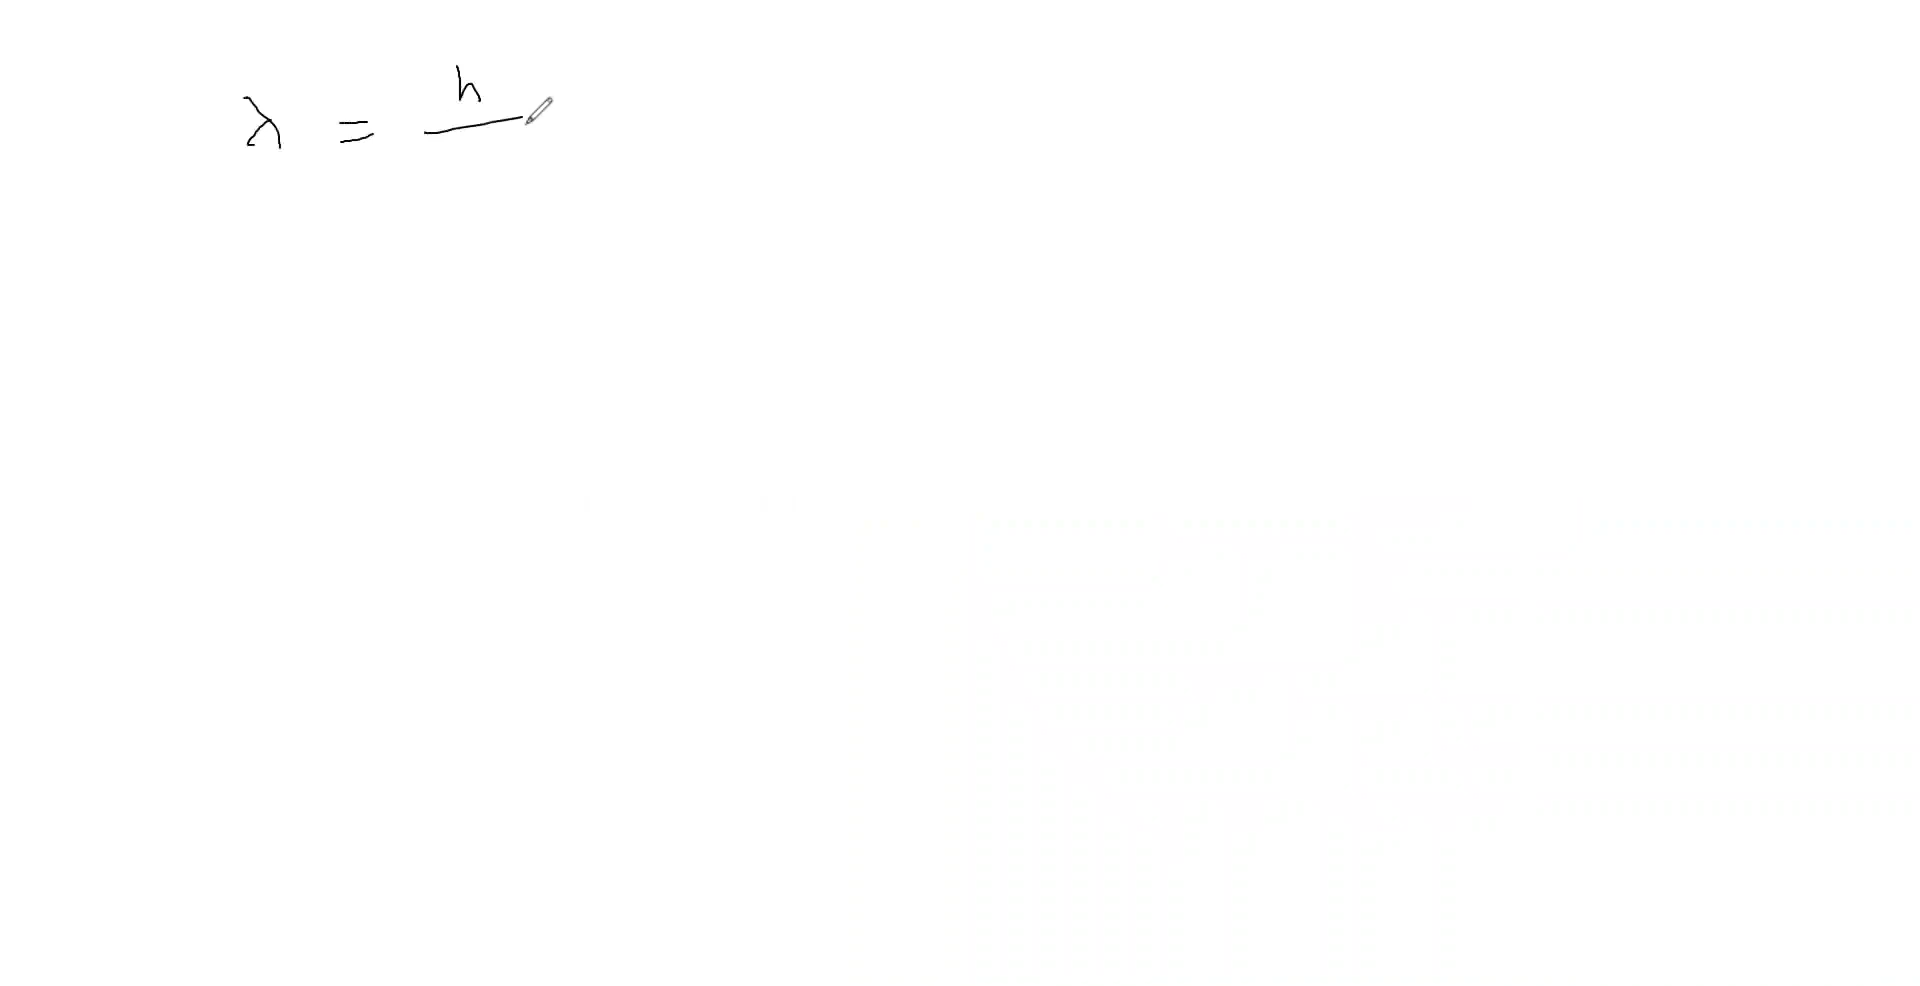 λ = h/